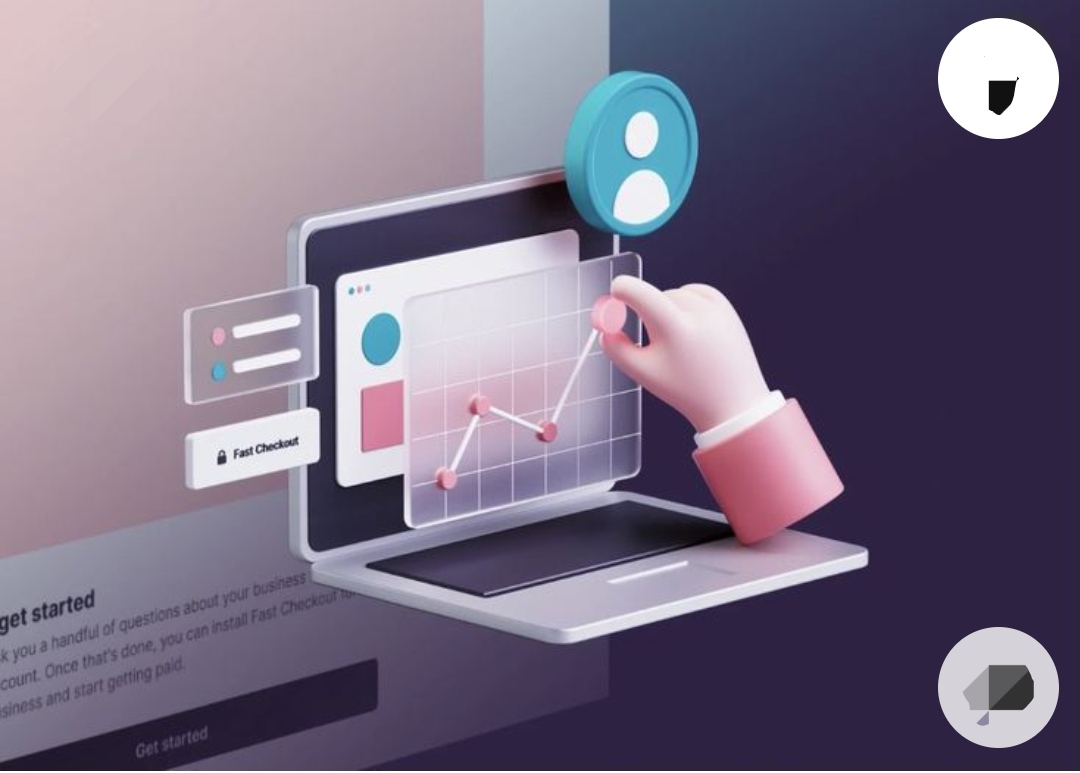 Fast Checkout
get started
k you a handful of questions about your business
count. Once that's done, you can install Fast Checkout
siness and start getting paid.
Get started